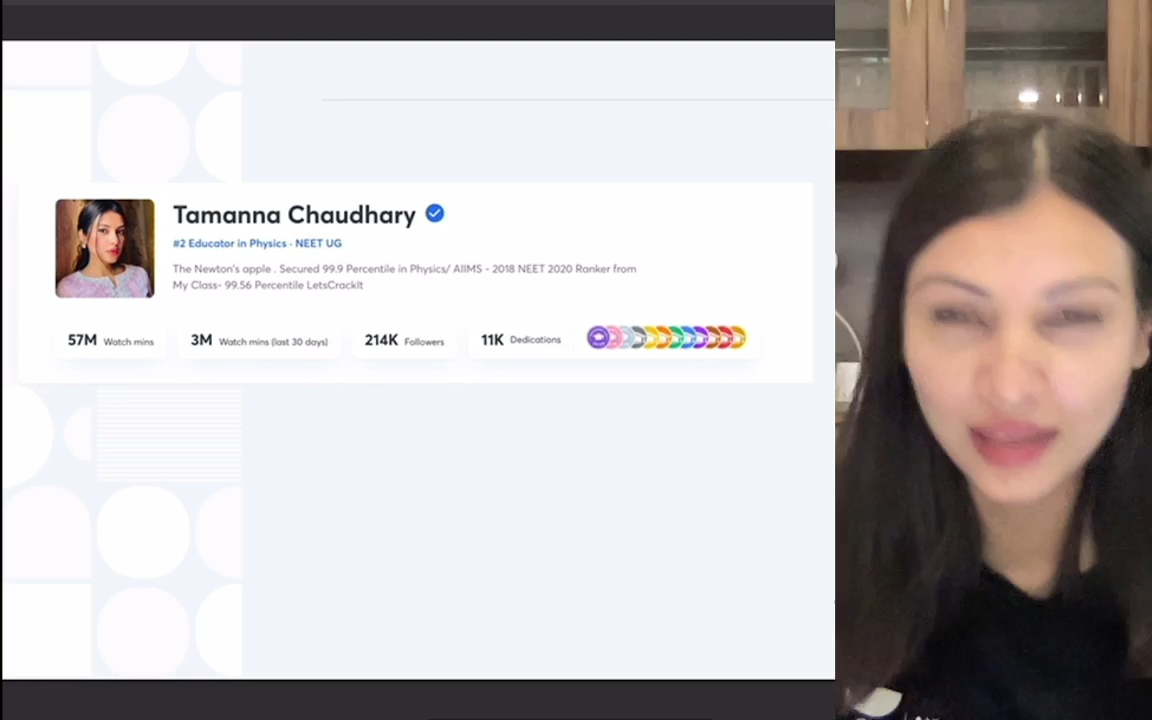 Tamanna Chaudhary
#2 Educator in Physics · NEET UG
The Newton's apple . Secured 99.9 Percentile in Physics/ AIIMS - 2018 NEET 2020 Ranker from
My Class- 99.56 Percentile LetsCrackIt
57M Watch mins 3M Watch mins (last 30 days) 214K Followers 11K Dedications